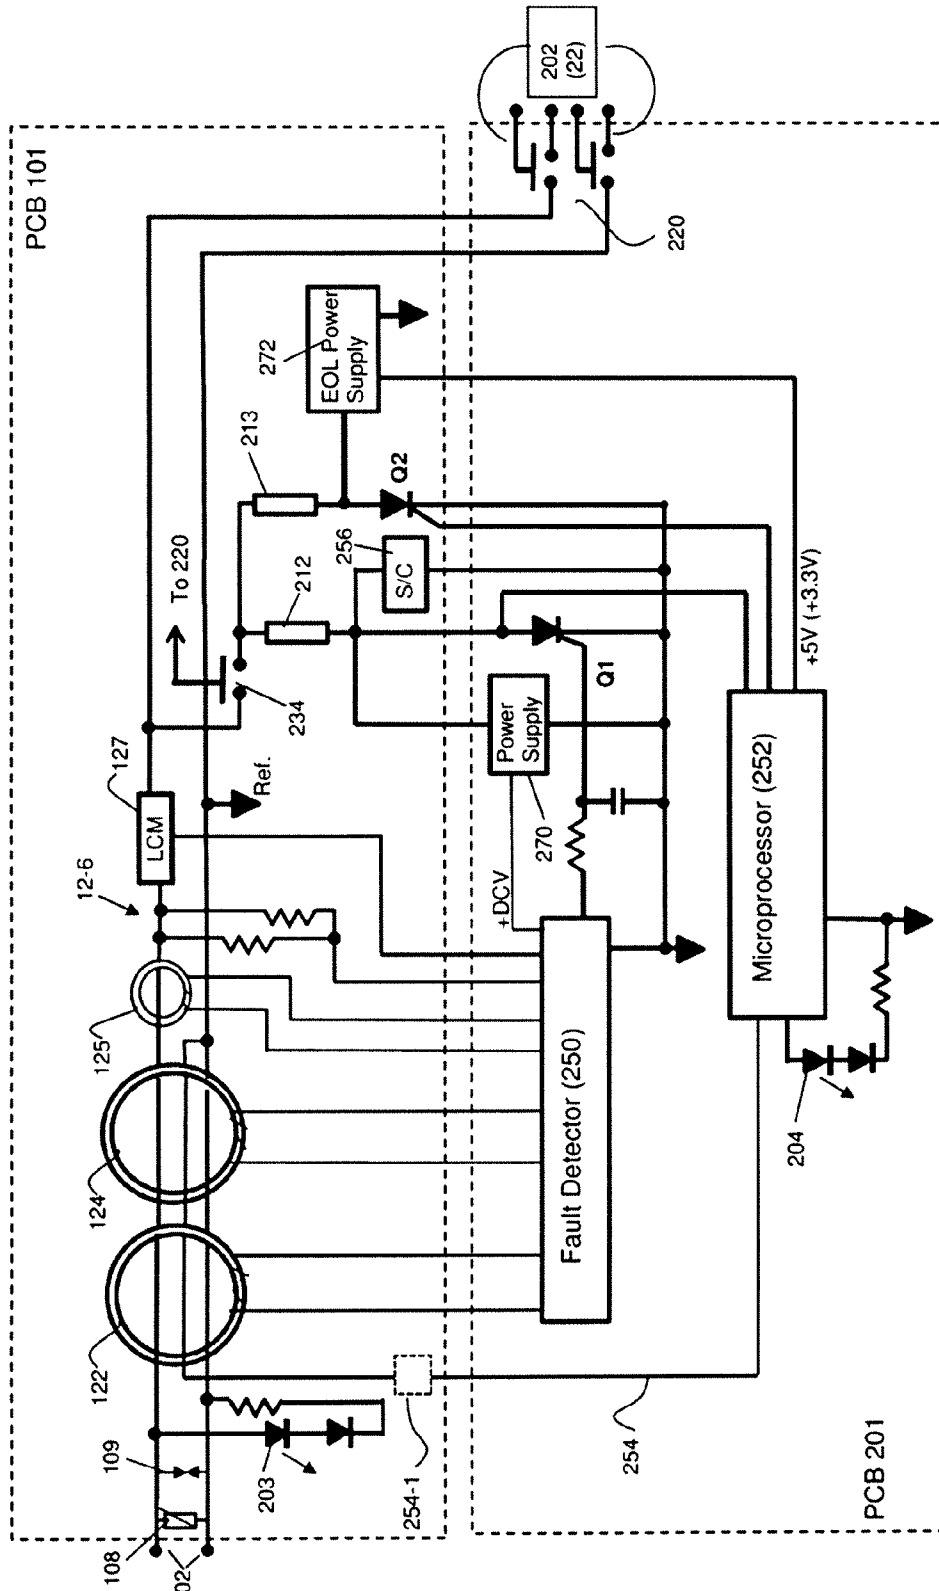 PCB 101
202
(22)
220
272
EOL Power
Supply
213
Q2
256
S/C
212
To 220
234
127
LCM
Ref.
12-6
125
124
122
109
108
02
203
254-1
254
Power
Supply
270
Q1
+DCV
Fault Detector (250)
+5V (+3.3V)
Microprocessor (252)
204
PCB 201